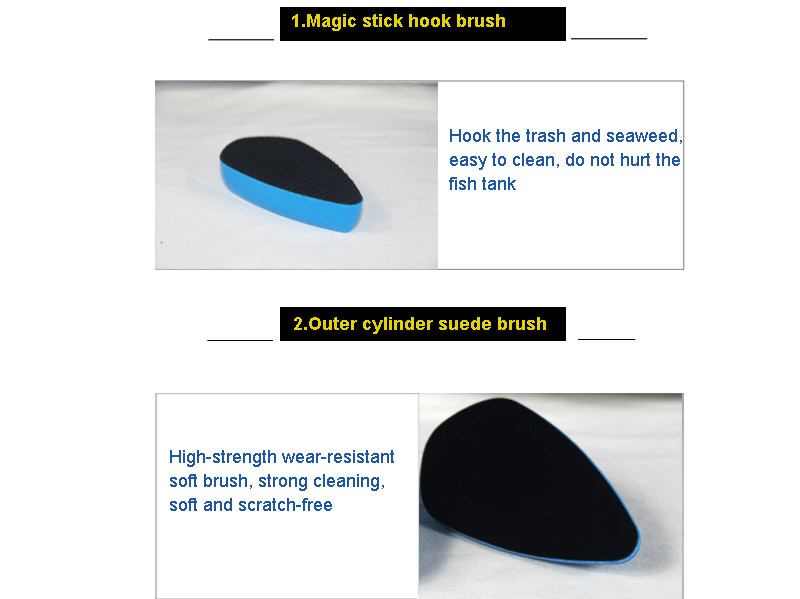 1.Magic stick hook brush
Hook the trash and seaweed,
easy to clean, do not hurt the
fish tank
2.Outer cylinder suede brush
High-strength wear-resistant
soft brush, strong cleaning,
soft and scratch-free